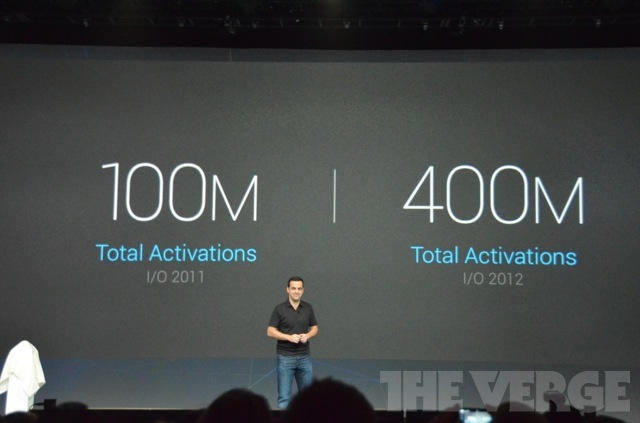 100M | 400M
Total Activations Total Activations
I/O 2011 I/O 2012
THE VERGE